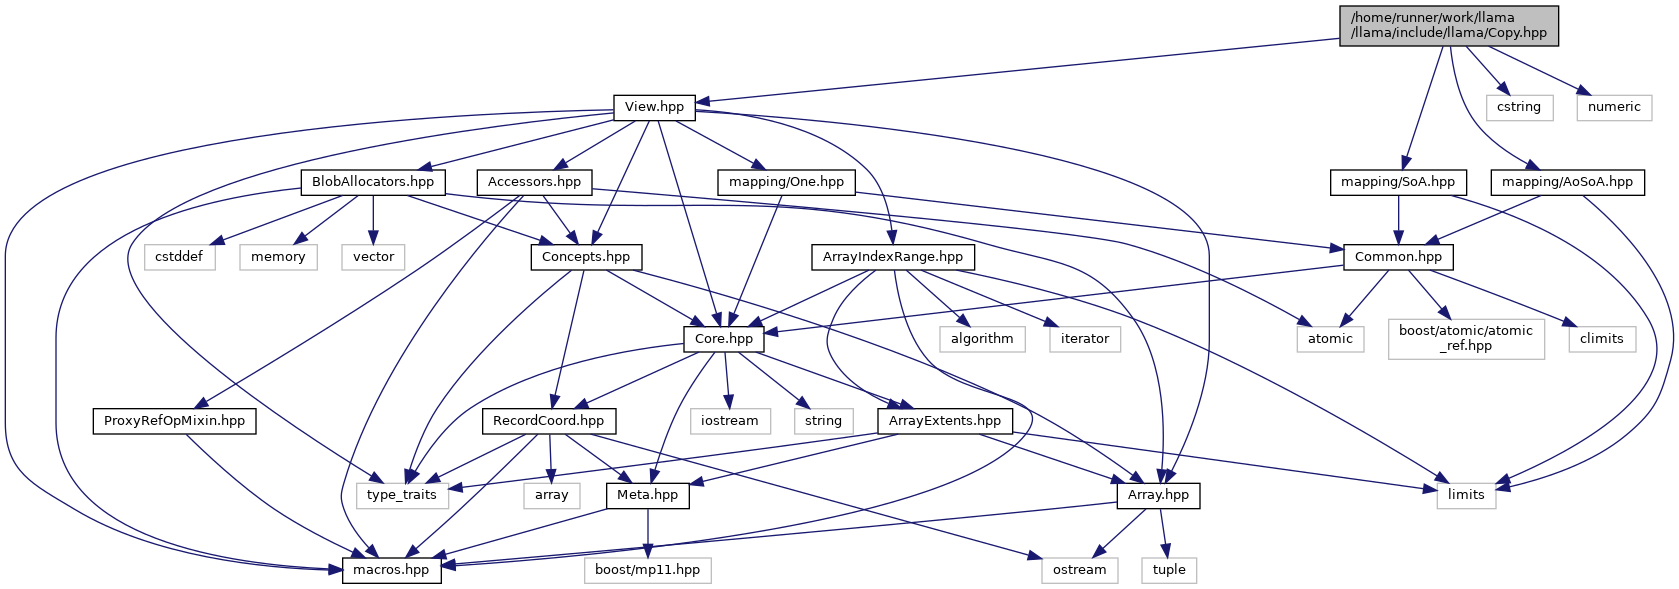 /home/runner/work/llama
/llama/include/llama/Copy.hpp
View.hpp
cstring
numeric
BlobAllocators.hpp
Accessors.hpp
mapping/One.hpp
mapping/SoA.hpp
mapping/AoSoA.hpp
cstddef
memory
vector
Concepts.hpp
ArrayIndexRange.hpp
Common.hpp
Core.hpp
algorithm
iterator
atomic
boost/atomic/atomic
_ref.hpp
climits
ProxyRefOpMixin.hpp
RecordCoord.hpp
iostream
string
ArrayExtents.hpp
type_traits
array
Meta.hpp
Array.hpp
limits
macros.hpp
boost/mp11.hpp
ostream
tuple